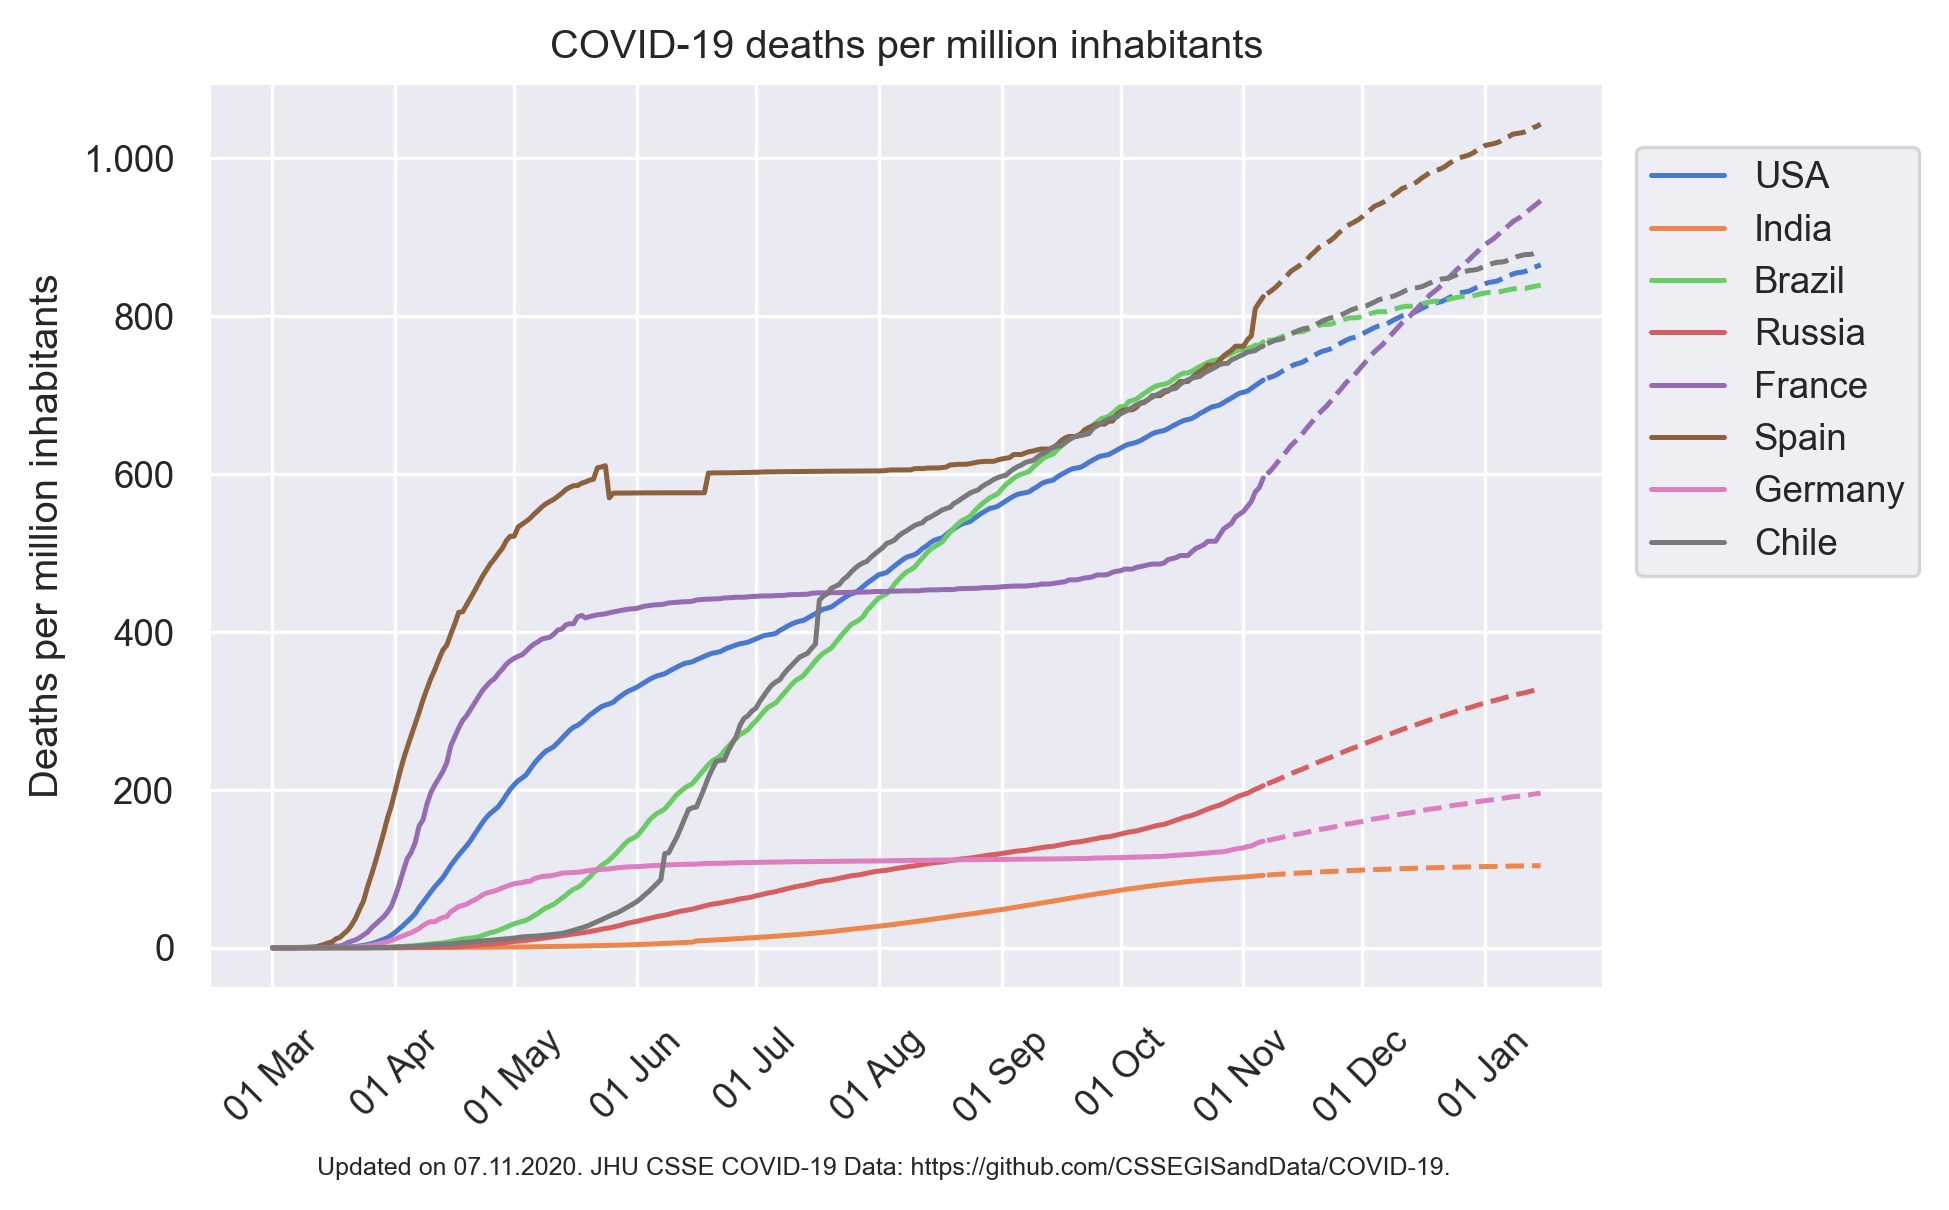 COVID-19 deaths per million inhabitants
Deaths per million inhabitants
1.000
800
600
400
200
0
01 Mar
01 Apr
01 May
01 Jun
01 Jul
01 Aug
01 Sep
01 Oct
01 Nov
01 Dec
01 Jan
USA
India
Brazil
Russia
France
Spain
Germany
Chile
Updated on 07.11.2020. JHU CSSE COVID-19 Data: https://github.com/CSSEGISandData/COVID-19.